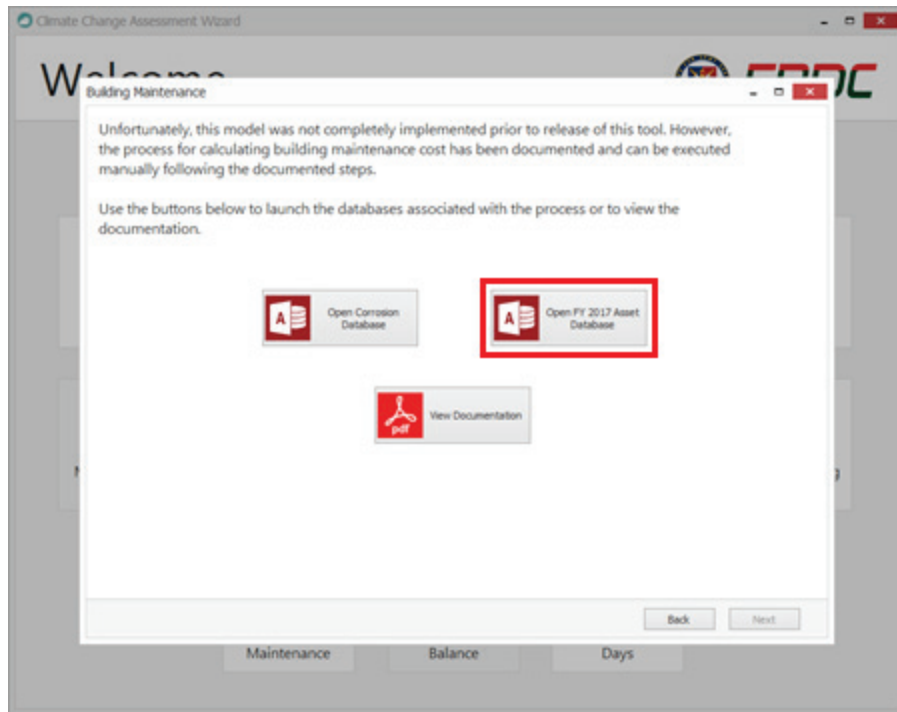 Climate Change Assessment Wizard
Welcome
Building Maintenance
Unfortunately, this model was not completely implemented prior to release of this tool. However,
the process for calculating building maintenance cost has been documented and can be executed
manually following the documented steps.
Use the buttons below to launch the databases associated with the process or to view the
documentation.
A
Open Corrosion
Database
A
Open FY 2017 Asset
Database
pdf
View Documentation
Back
Next
Maintenance
Balance
Days